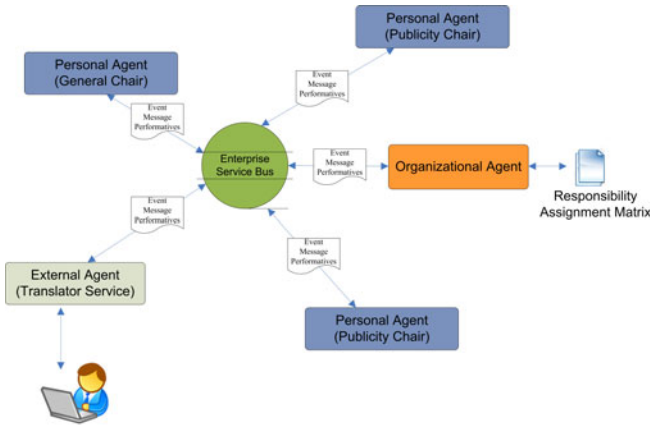 Personal Agent
(Publicity Chair)
Personal Agent
(General Chair)
Event
Message
Performatives
Event
Message
Performatives
Enterprise
Service Bus
Event
Message
Performatives
Organizational Agent
Responsibility
Assignment Matrix
Event
Message
Performatives
Event
Message
Performatives
External Agent
(Translator Service)
Personal Agent
(Publicity Chair)